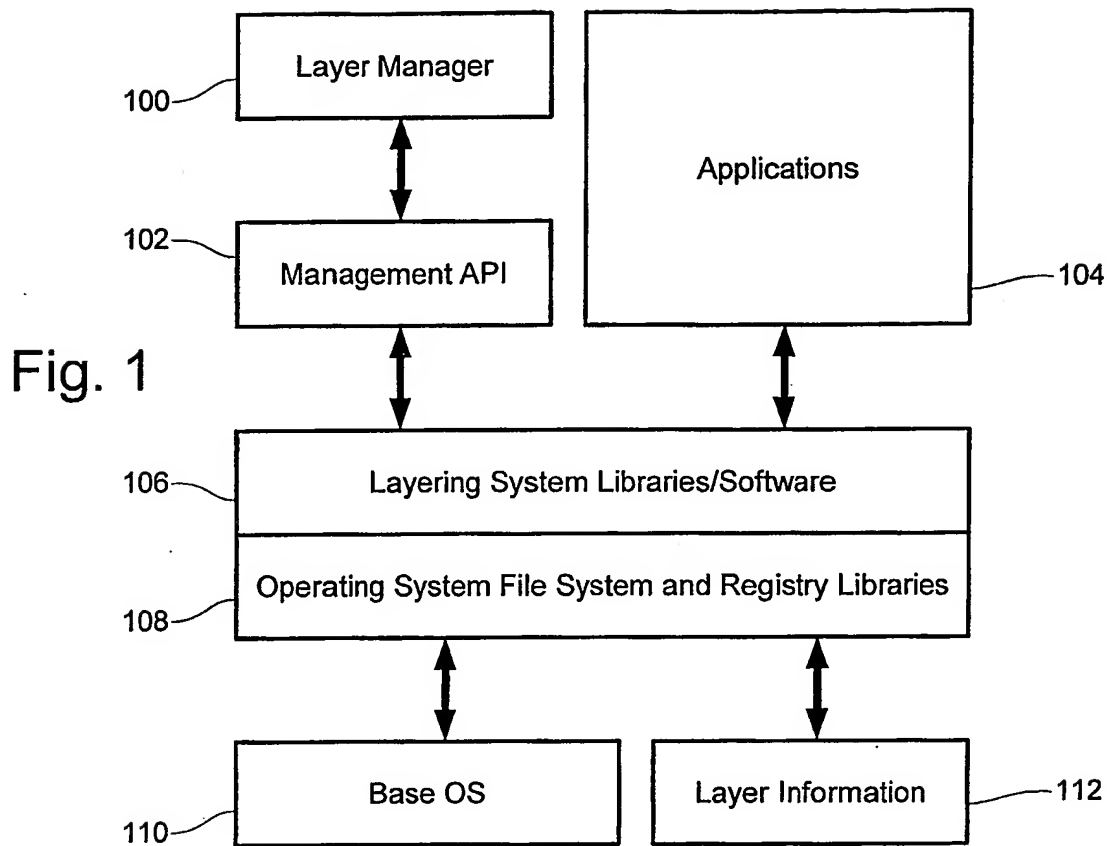 Layer Manager
100
Applications
102
Management API
104
Fig. 1
106
Layering System Libraries/Software
Operating System File System and Registry Libraries
108
Base OS
Layer Information
112
110